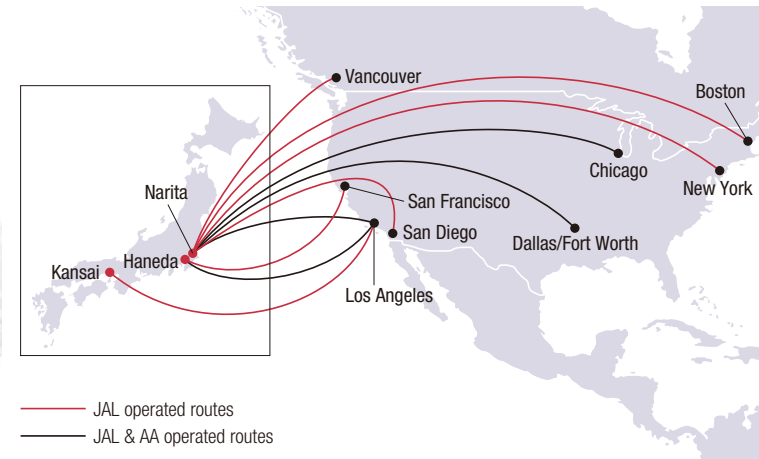 Vancouver
Boston
Chicago
New York
Narita
San Francisco
San Diego
Dallas/Fort Worth
Haneda
Kansai
Los Angeles
JAL operated routes
JAL & AA operated routes